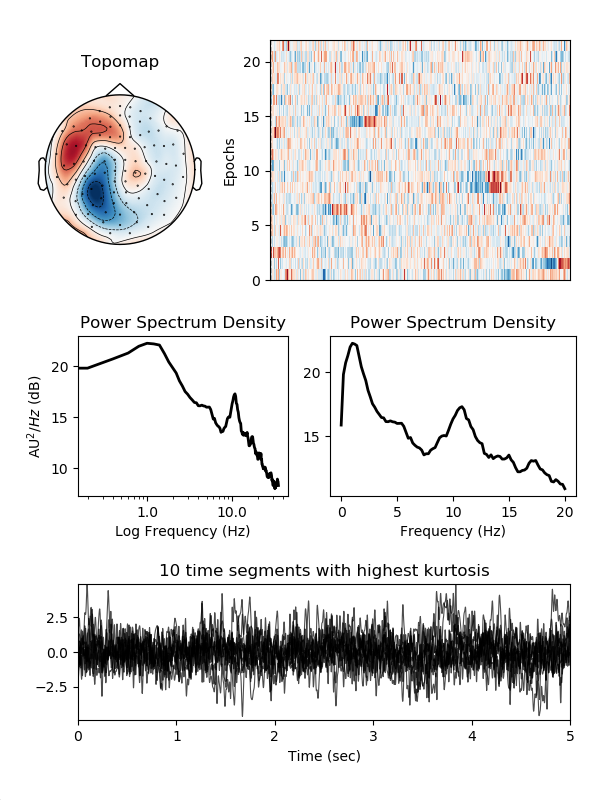 Topomap
Epochs
20
15
10
5
0
Power Spectrum Density
AU²/Hz (dB)
20
15
10
1.0 10.0
Log Frequency (Hz)
Power Spectrum Density
20
15
0 5 10 15 20
Frequency (Hz)
10 time segments with highest kurtosis
2.5
0.0
−2.5
0 1 2 3 4 5
Time (sec)